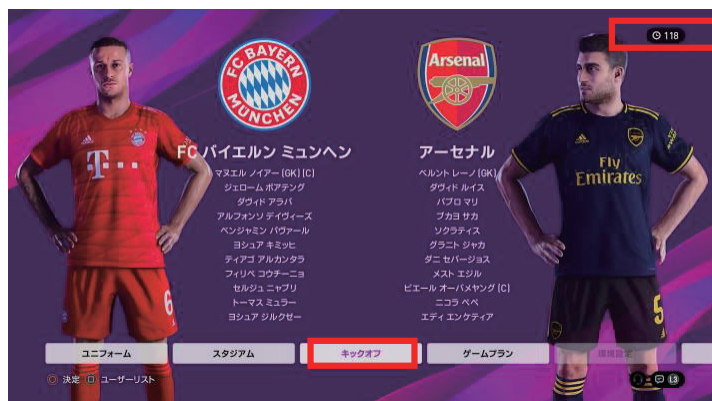 118
FC BAYERN
MÜNCHEN
Arsenal
FC バイエルン ミュンヘン
アーセナル
マヌエル ノイアー (GK) (C)
ジェローム ボアテング
ダヴィド アラバ
アルフォンソ デイヴィーズ
ベンジャミン パヴァール
ヨシュア キミッヒ
ティアゴ アルカンタラ
フィリペ コウチーニョ
セルジュ ニャブリ
トーマス ミュラー
ヨシュア ジルクゼー
ベルント レーノ (GK)
ダヴィド ルイス
パブロ マリ
ブカヨ サカ
ソクラティス
グラニト ジャカ
ダニ セバージョス
メスト エジル
ピエール オーバメヤング (C)
ニコラ ペペ
エディ エンケティア
T
6
Fly
Emirates
5
ユニフォーム
スタジアム
キックオフ
ゲームプラン
環境設定
決定
ユーザーリスト
L3